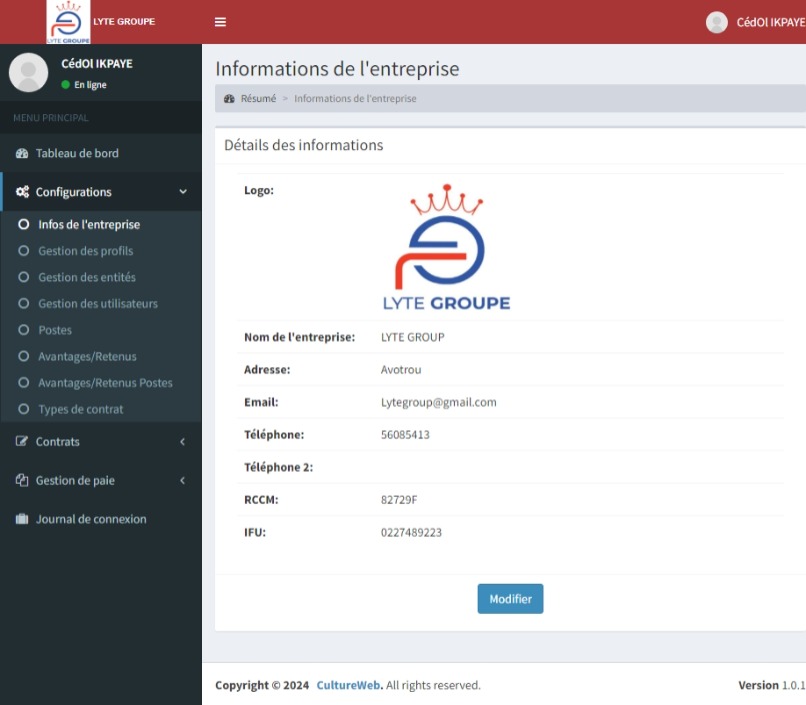 LYTE GROUPE
LYTE GROUPE
CédOl IKPAYE
CédOl IKPAYE
En ligne
MENU PRINCIPAL
Tableau de bord
Configurations
Infos de l'entreprise
Gestion des profils
Gestion des entités
Gestion des utilisateurs
Postes
Avantages/Retenus
Avantages/Retenus Postes
Types de contrat
Contrats
Gestion de paie
Journal de connexion
Informations de l'entreprise
Résumé > Informations de l'entreprise
Détails des informations
Logo:
LYTE GROUPE
Nom de l'entreprise: LYTE GROUP
Adresse: Avotrou
Email: Lytegroup@gmail.com
Téléphone: 56085413
Téléphone 2:
RCCM: 82729F
IFU: 0227489223
Modifier
Copyright © 2024 CultureWeb. All rights reserved. Version 1.0.1